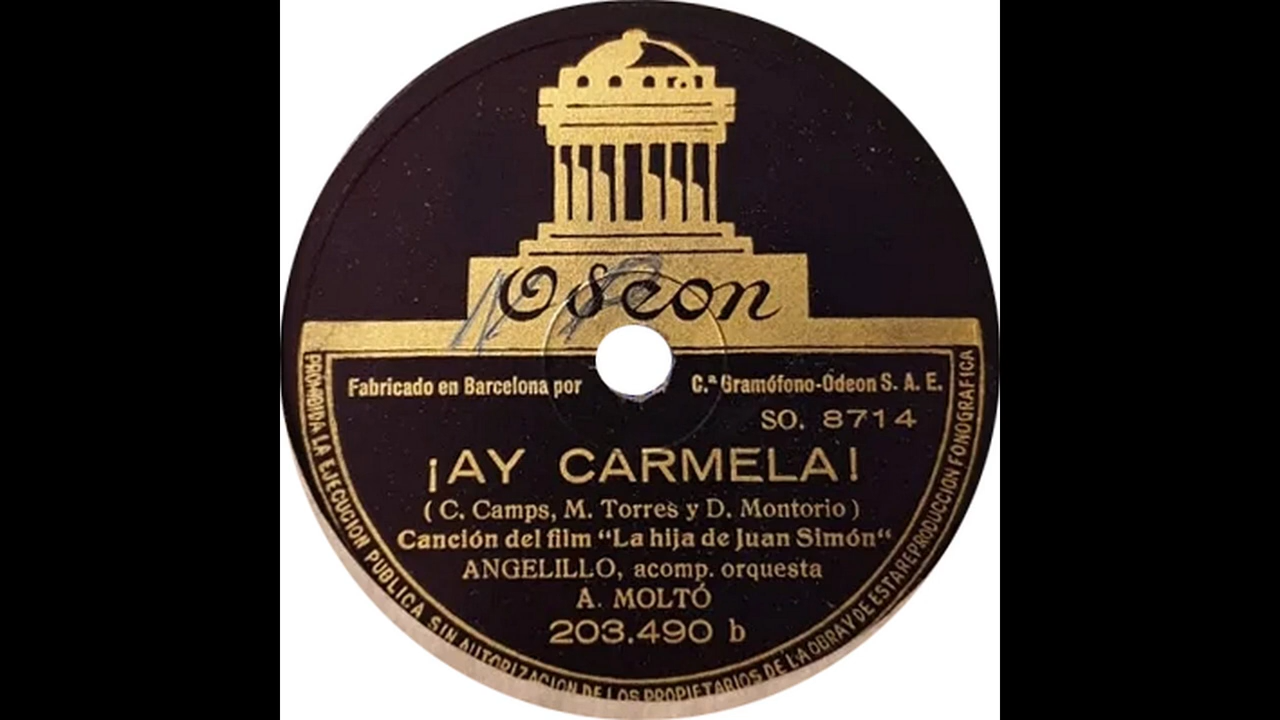 Odeon
Fabricado en Barcelona por C.ª Gramófono-Odeon S. A. E.
SO. 8714
¡AY CARMELA!
( C. Camps, M. Torres y D. Montorio )
Canción del film “La hija de Juan Simón“
ANGELILLO, acomp. orquesta
A. MOLTÓ
203.490 b
PROHIBIDA LA EJECUCION PUBLICA SIN AUTORIZACION DE LOS PROPIETARIOS DE LA OBRA Y DE ESTA REPRODUCCION FONOGRAFICA